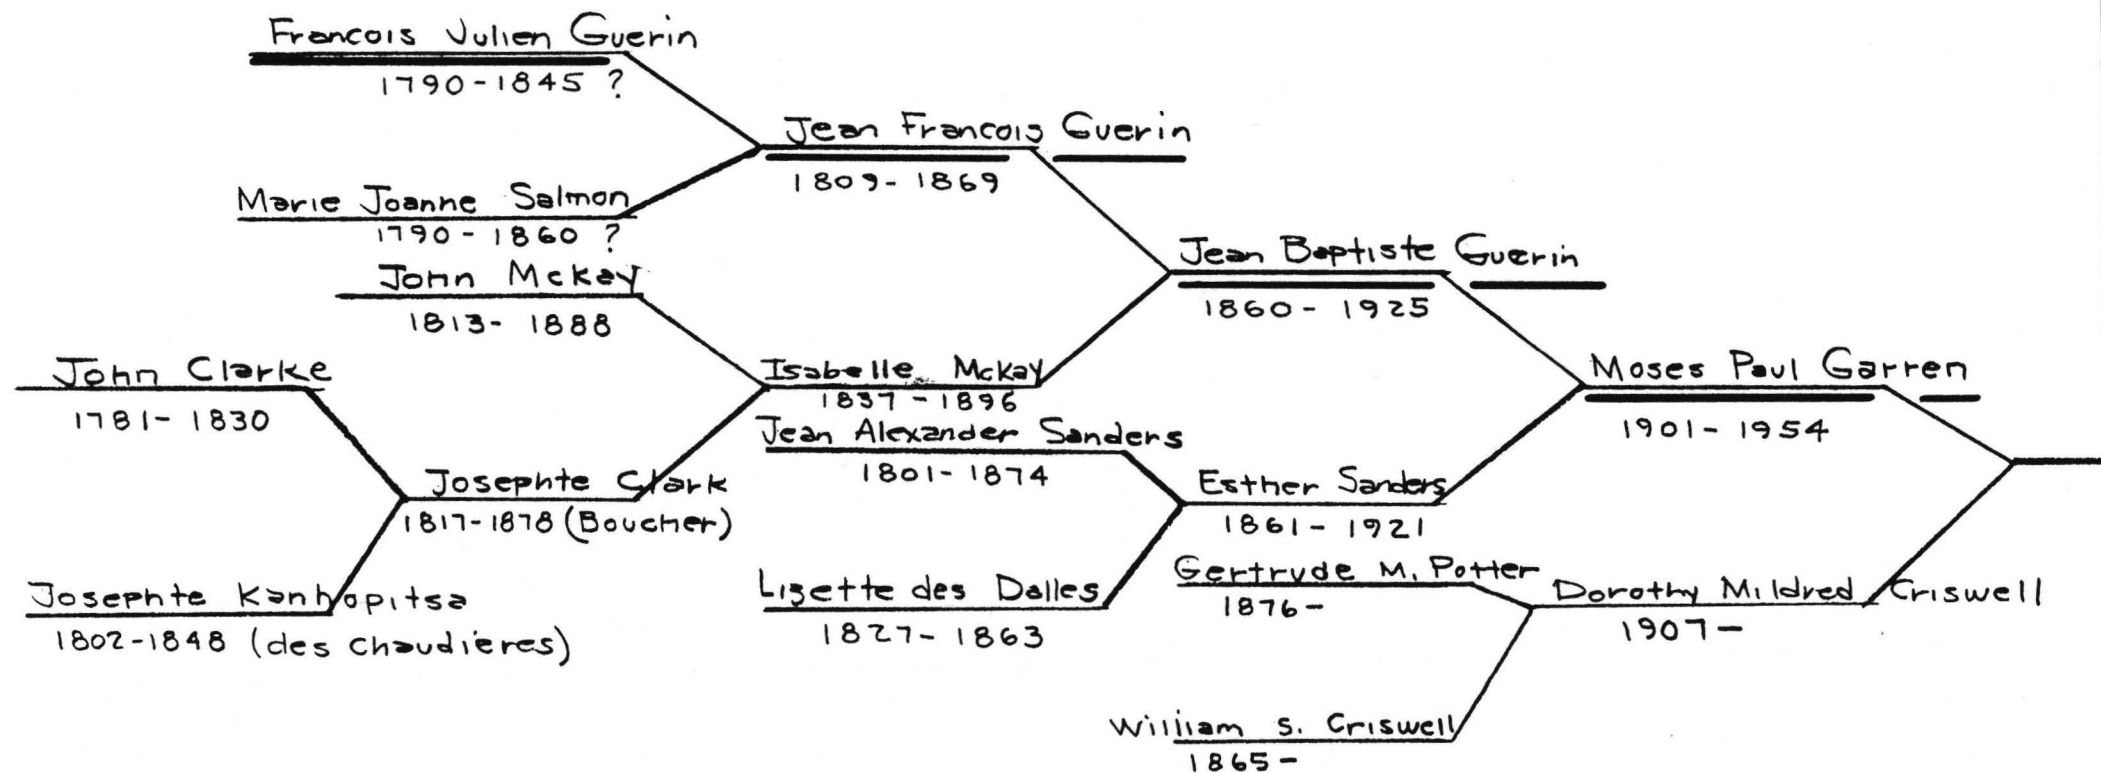 Francois Julien Guerin
1790-1845 ?
Jean Francois Guerin
1809-1869
Marie Joanne Salmon
1790-1860 ?
Jean Baptiste Guerin
1860-1925
John McKay
1813-1888
John Clarke
1781-1830
Isabelle McKay
1837-1896
Moses Paul Garren
1901-1954
Jean Alexander Sanders
1801-1874
Josephte Clark
1817-1878 (Boucher)
Esther Sanders
1861-1921
Josephte Kanhopitsa
1802-1848 (des Chaudieres)
Lisette des Dalles
1827-1863
Gertrude M. Potter
1876-
Dorothy Mildred Criswell
1907-
William S. Criswell
1865-